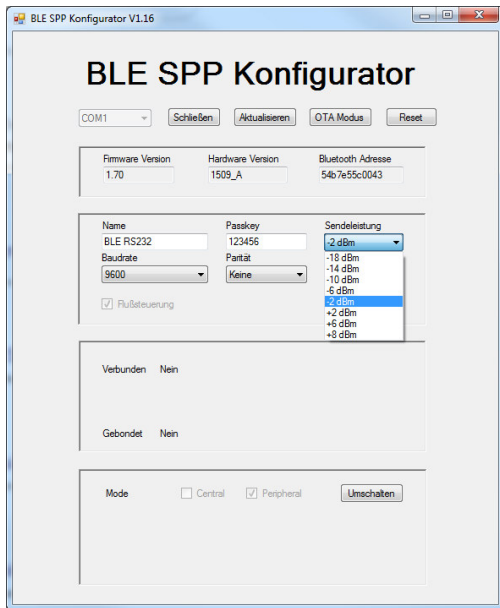 BLE SPP Konfigurator V1.16
BLE SPP Konfigurator
COM1 Schließen Aktualisieren OTA Modus Reset
Firmware Version Hardware Version Bluetooth Adresse
1.70 1509_A 54b7e55c0043
Name Passkey Sendeleistung
BLE RS232 123456 -2 dBm
Baudrate Parität -18 dBm
-14 dBm
9600 Keine -10 dBm
-6 dBm
-2 dBm
Flußsteuerung +2 dBm
+6 dBm
+8 dBm
Verbunden Nein
Gebondet Nein
Mode Central Peripheral Umschalten